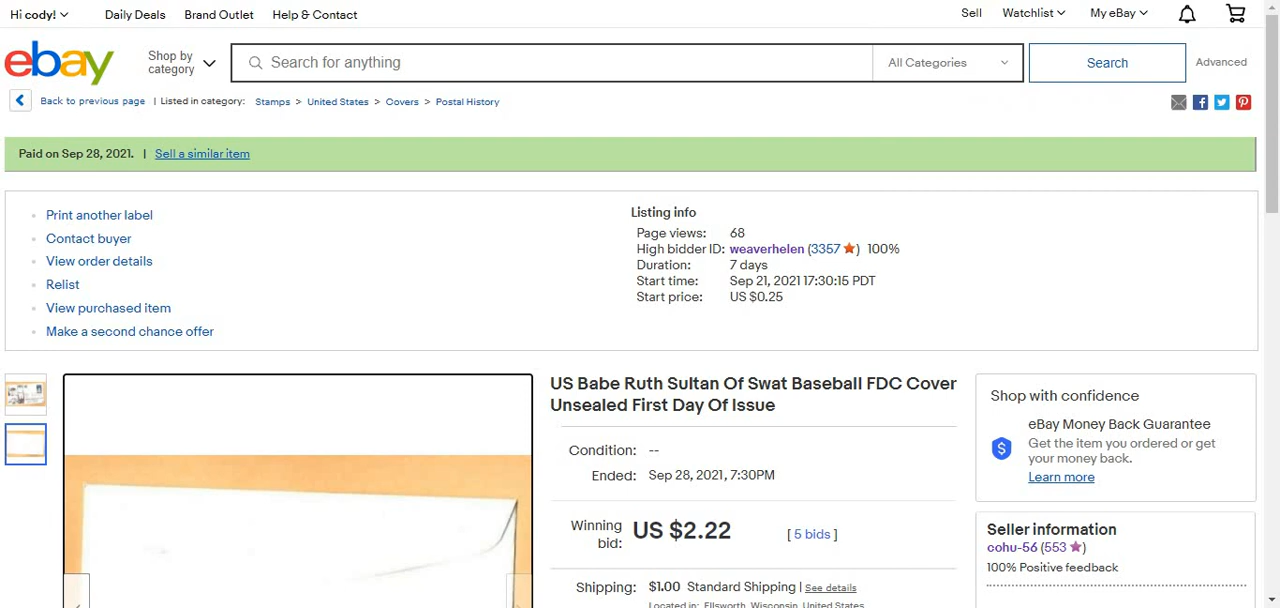 Hi cody!
Daily Deals
Brand Outlet
Help & Contact
Sell
Watchlist
My eBay
ebay
Shop by
category
Search for anything
All Categories
Search
Advanced
Back to previous page | Listed in category: Stamps > United States > Covers > Postal History
Paid on Sep 28, 2021. | Sell a similar item
Print another label
Contact buyer
View order details
Relist
View purchased item
Make a second chance offer
Listing info
Page views: 68
High bidder ID: weaverhelen (3357 ) 100%
Duration: 7 days
Start time: Sep 21, 2021 17:30:15 PDT
Start price: US $0.25
US Babe Ruth Sultan Of Swat Baseball FDC Cover
Unsealed First Day Of Issue
Condition: --
Ended: Sep 28, 2021, 7:30PM
Winning
bid:
US $2.22
[ 5 bids ]
Shipping: $1.00 Standard Shipping | See details
Located in: Ellsworth, Wisconsin, United States
Shop with confidence
eBay Money Back Guarantee
Get the item you ordered or get
your money back.
Learn more
Seller information
cohu-56 (553 )
100% Positive feedback